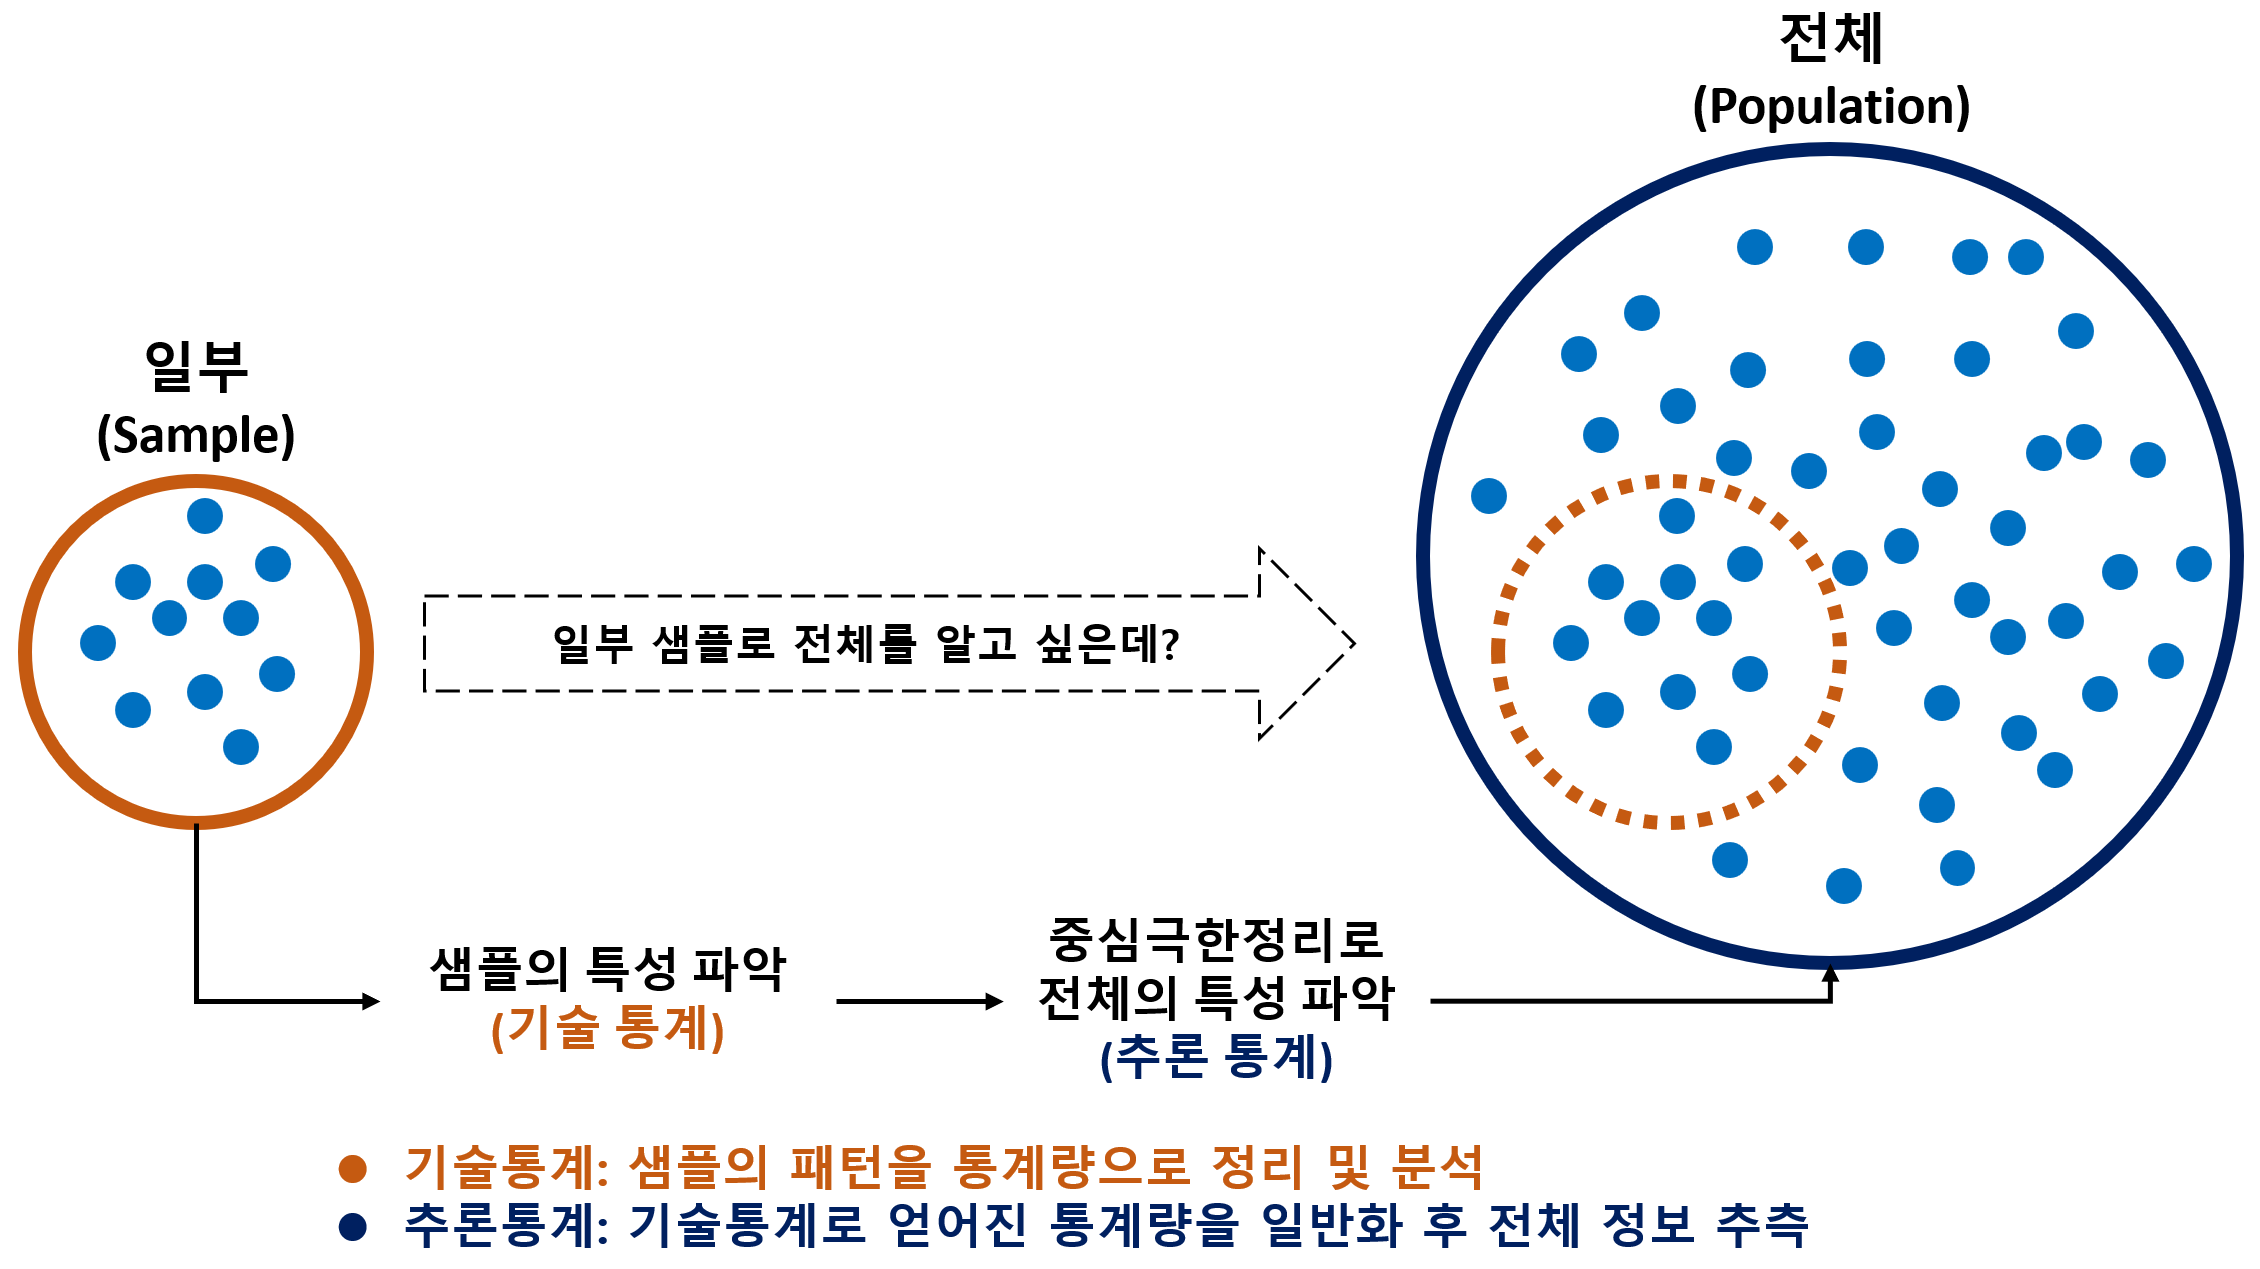 전체
(Population)
일부
(Sample)
일부 샘플로 전체를 알고 싶은데?
샘플의 특성 파악
(기술 통계)
중심극한정리로
전체의 특성 파악
(추론 통계)
● 기술통계: 샘플의 패턴을 통계량으로 정리 및 분석
● 추론통계: 기술통계로 얻어진 통계량을 일반화 후 전체 정보 추측